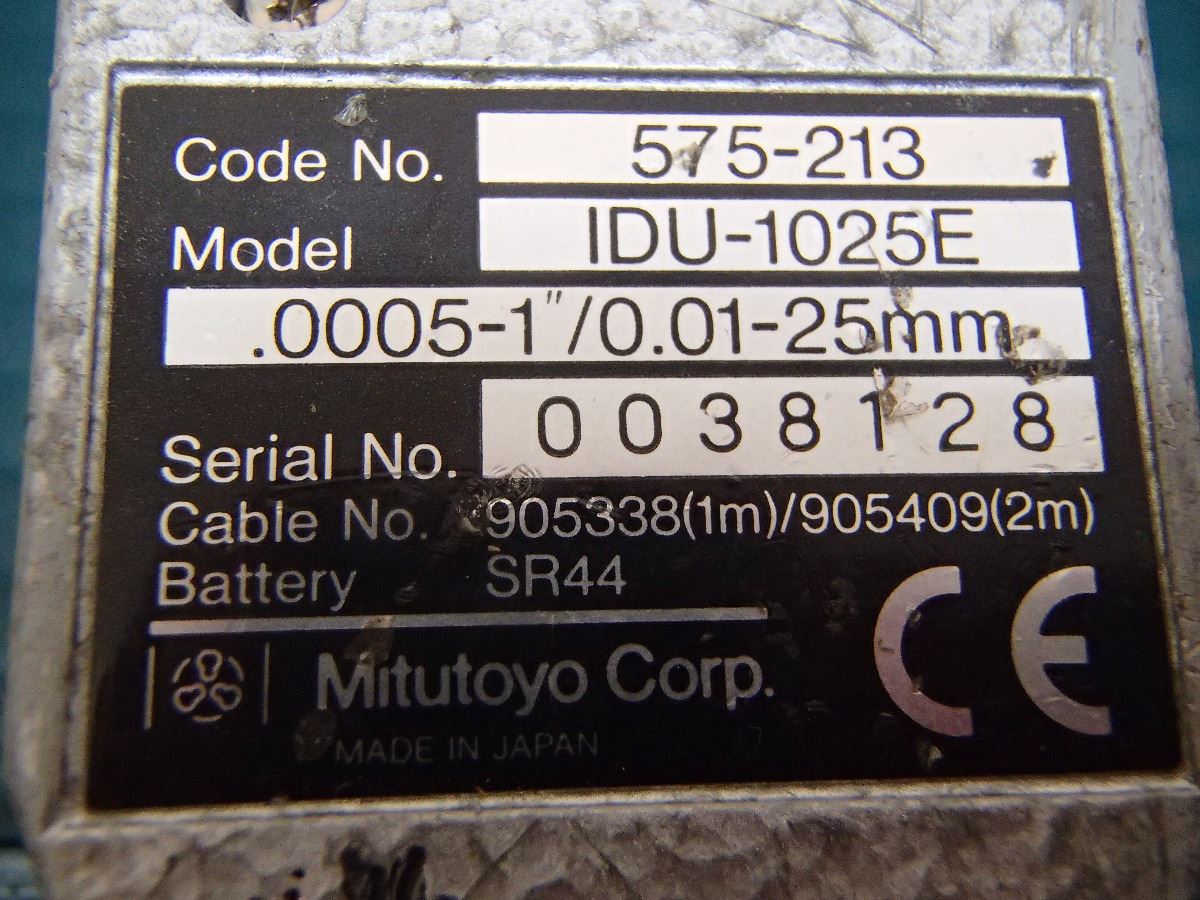 Code No. 575-213
Model IDU-1025E
.0005-1"/0.01-25mm
Serial No. 0038128
Cable No. 905338(1m)/905409(2m)
Battery SR44
Mitutoyo Corp.
MADE IN JAPAN
CE